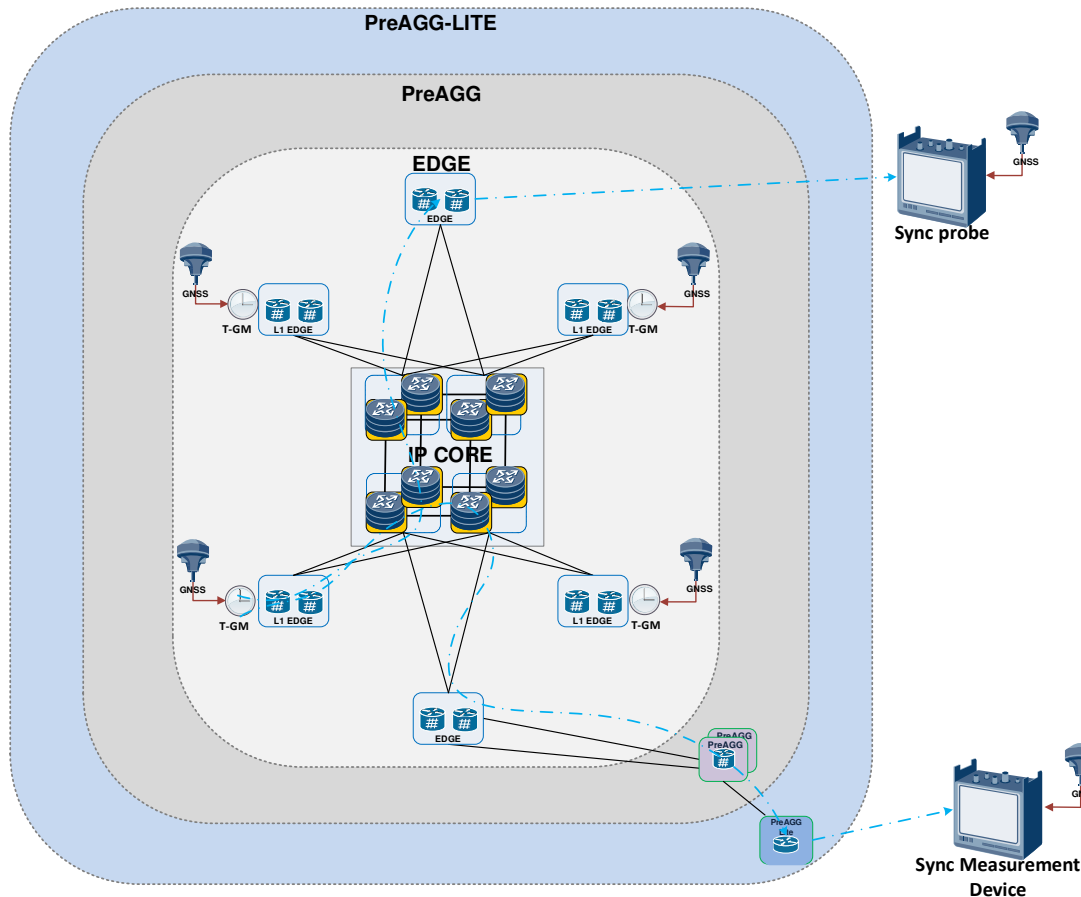 PreAGG-LITE
PreAGG
EDGE
GNSS
EDGE
Sync probe
GNSS
GNSS
T-GM
L1 EDGE
L1 EDGE
T-GM
IP CORE
GNSS
GNSS
T-GM
L1 EDGE
L1 EDGE
T-GM
EDGE
PreAGG
PreAGG
PreAGG
Lite
GN
Sync Measurement
Device